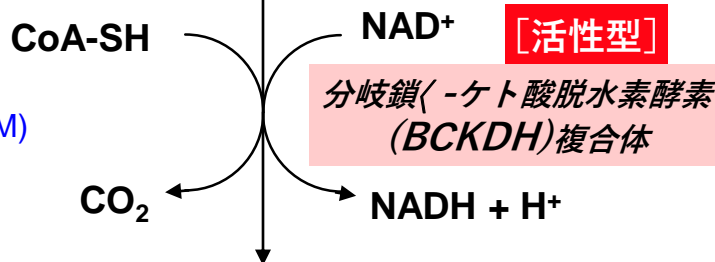 CoA-SH
NAD⁺
[活性型]
分岐鎖〈 -ケト酸脱水素酵素
(BCKDH)複合体
M)
CO₂
NADH + H⁺